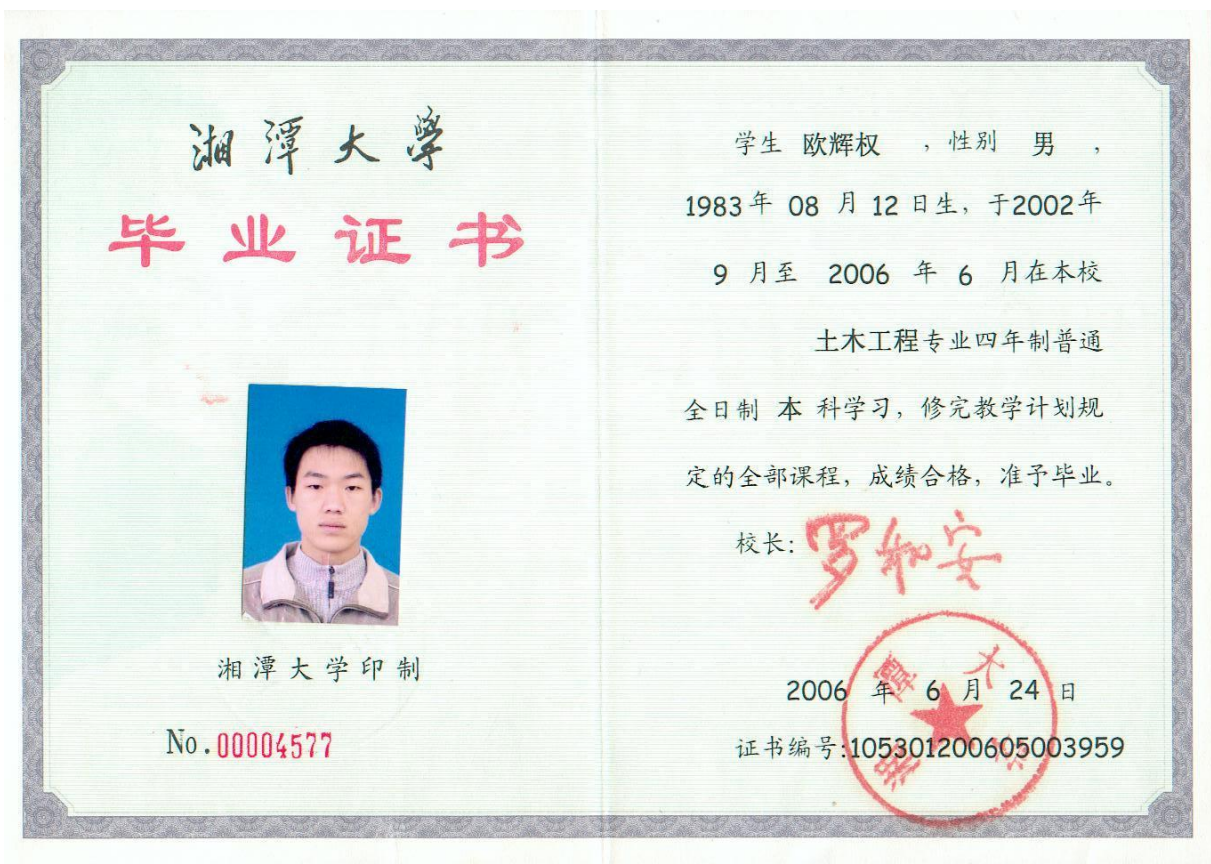 湘潭大學
毕业证书
湘潭大学印制
No.00004577
学生 欧辉权 ，性别 男 ，
1983年 08 月 12 日生，于2002年
9 月至 2006 年 6 月在本校
土木工程专业四年制普通
全日制 本 科学习，修完教学计划规
定的全部课程，成绩合格，准予毕业。
校长：罗和安
2006 年 6 月 24 日
证书编号:105301200605003959
湘潭大学